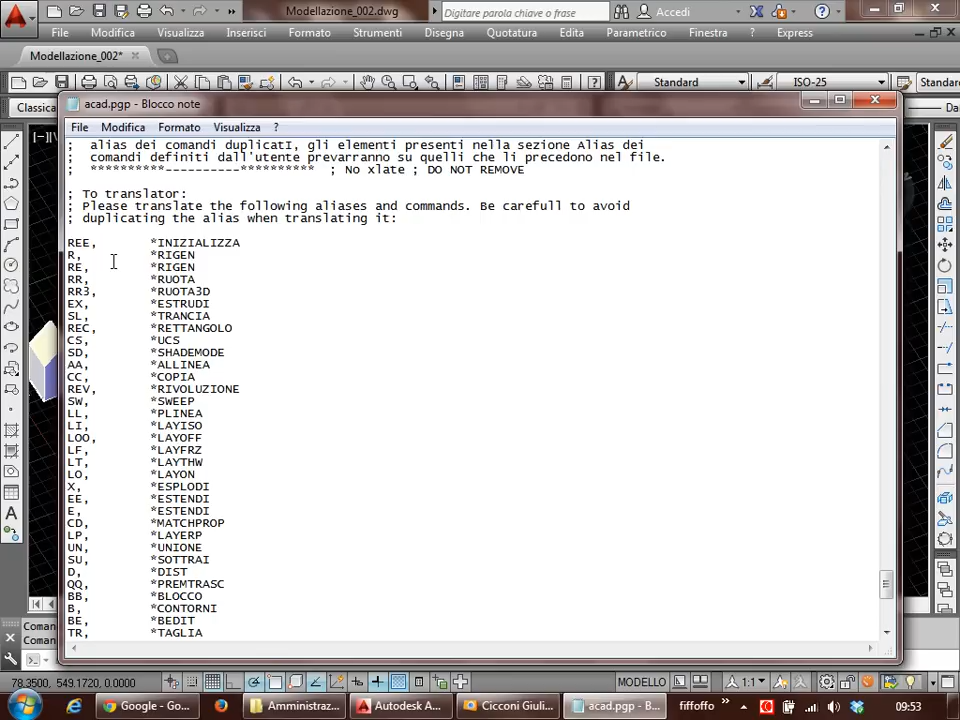 Modellazione_002.dwg
Digitare parola chiave o frase
Accedi
File Modifica Visualizza Inserisci Formato Strumenti Disegna Quotatura Edita Parametrico Finestra ? Express
Modellazione_002*
Standard ISO-25 Standard
Classica
acad.pgp - Blocco note
File Modifica Formato Visualizza ?
; alias dei comandi duplicatI, gli elementi presenti nella sezione Alias dei
; comandi definiti dall'utente prevarranno su quelli che li precedono nel file.
; **********----------********** ; No xlate ; DO NOT REMOVE
; To translator:
; Please translate the following aliases and commands. Be carefull to avoid
; duplicating the alias when translating it:
REE, *INIZIALIZZA
R, *RIGEN
RE, *RIGEN
RR, *RUOTA
RR3, *RUOTA3D
EX, *ESTRUDI
SL, *TRANCIA
REC, *RETTANGOLO
CS, *UCS
SD, *SHADEMODE
AA, *ALLINEA
CC, *COPIA
REV, *RIVOLUZIONE
SW, *SWEEP
LL, *PLINEA
LI, *LAYISO
LOO, *LAYOFF
LF, *LAYFRZ
LT, *LAYTHW
LO, *LAYON
X, *ESPLODI
EE, *ESTENDI
E, *ESTENDI
CD, *MATCHPROP
LP, *LAYERP
UN, *UNIONE
SU, *SOTTRAI
D, *DIST
QQ, *PREMTRASC
BB, *BLOCCO
B, *CONTORNI
BE, *BEDIT
TR, *TAGLIA
Coman
Coman
78.3500, 549.1720, 0.0000
MODELLO
1:1
Google - Go...
Amministraz...
Autodesk A...
Cicconi Giuli...
acad.pgp - B...
fiffoffo
09:53